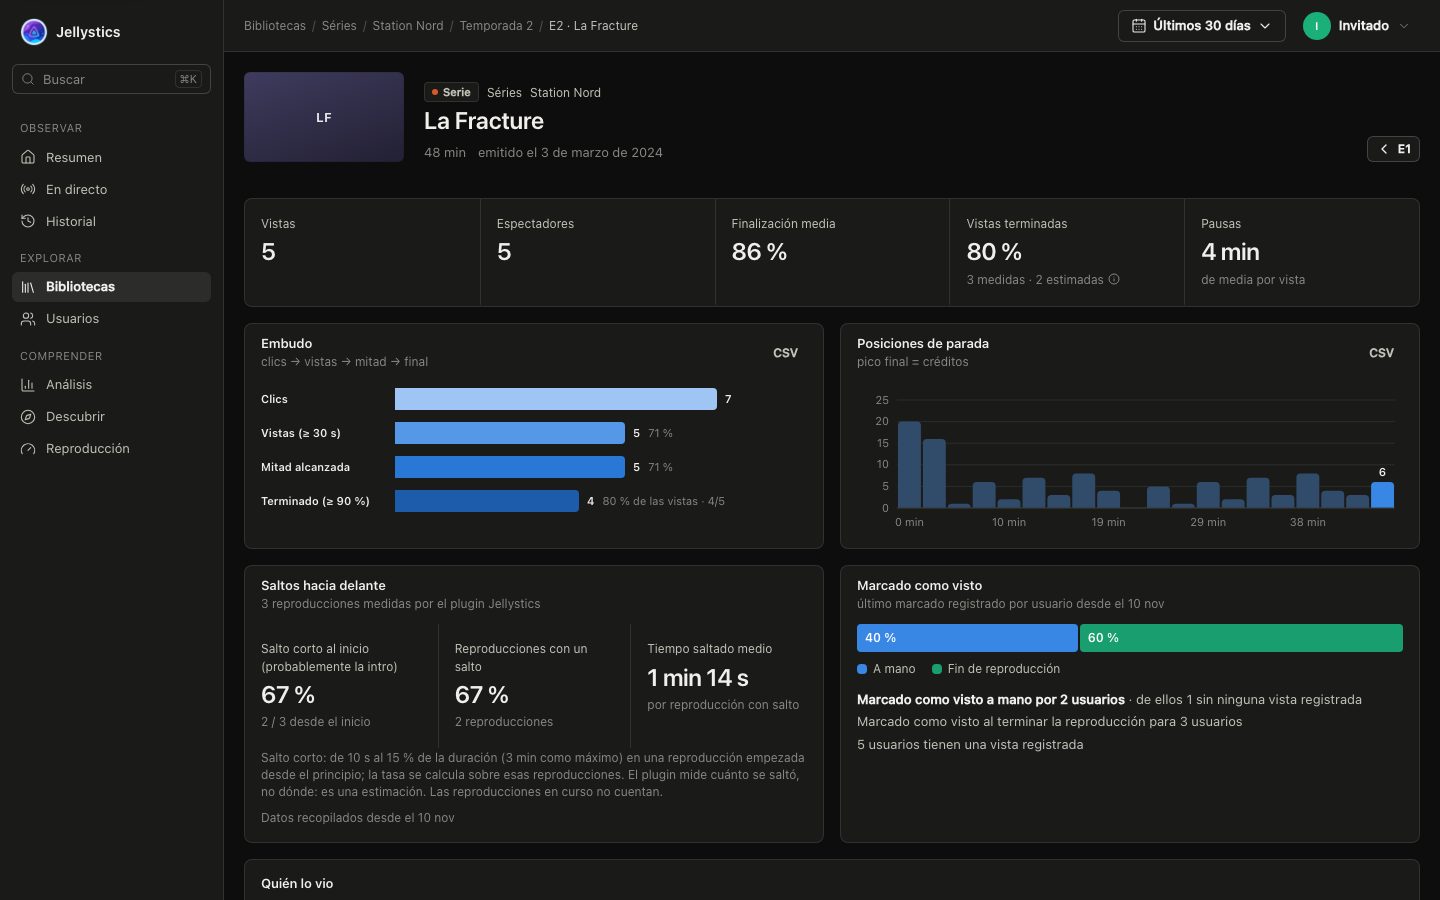 Jellystics
Buscar ⌘K
OBSERVAR
Resumen
En directo
Historial
EXPLORAR
Bibliotecas
Usuarios
COMPRENDER
Análisis
Descubrir
Reproducción
Bibliotecas / Séries / Station Nord / Temporada 2 / E2 · La Fracture
Últimos 30 días
I Invitado
LF
Serie Séries Station Nord
La Fracture
48 min emitido el 3 de marzo de 2024
E1
Vistas
5
Espectadores
5
Finalización media
86 %
Vistas terminadas
80 %
3 medidas · 2 estimadas
Pausas
4 min
de media por vista
Embudo
clics → vistas → mitad → final
CSV
Clics 7
Vistas (≥ 30 s) 5 71 %
Mitad alcanzada 5 71 %
Terminado (≥ 90 %) 4 80 % de las vistas · 4/5
Posiciones de parada
pico final = créditos
CSV
25
20
15
10
5
0
6
0 min 10 min 19 min 29 min 38 min
Saltos hacia delante
3 reproducciones medidas por el plugin Jellystics
Salto corto al inicio
(probablemente la intro)
67 %
2 / 3 desde el inicio
Reproducciones con un
salto
67 %
2 reproducciones
Tiempo saltado medio
1 min 14 s
por reproducción con salto
Salto corto: de 10 s al 15 % de la duración (3 min como máximo) en una reproducción empezada
desde el principio; la tasa se calcula sobre esas reproducciones. El plugin mide cuánto se saltó,
no dónde: es una estimación. Las reproducciones en curso no cuentan.
Datos recopilados desde el 10 nov
Marcado como visto
último marcado registrado por usuario desde el 10 nov
40 % 60 %
A mano Fin de reproducción
Marcado como visto a mano por 2 usuarios · de ellos 1 sin ninguna vista registrada
Marcado como visto al terminar la reproducción para 3 usuarios
5 usuarios tienen una vista registrada
Quién lo vio